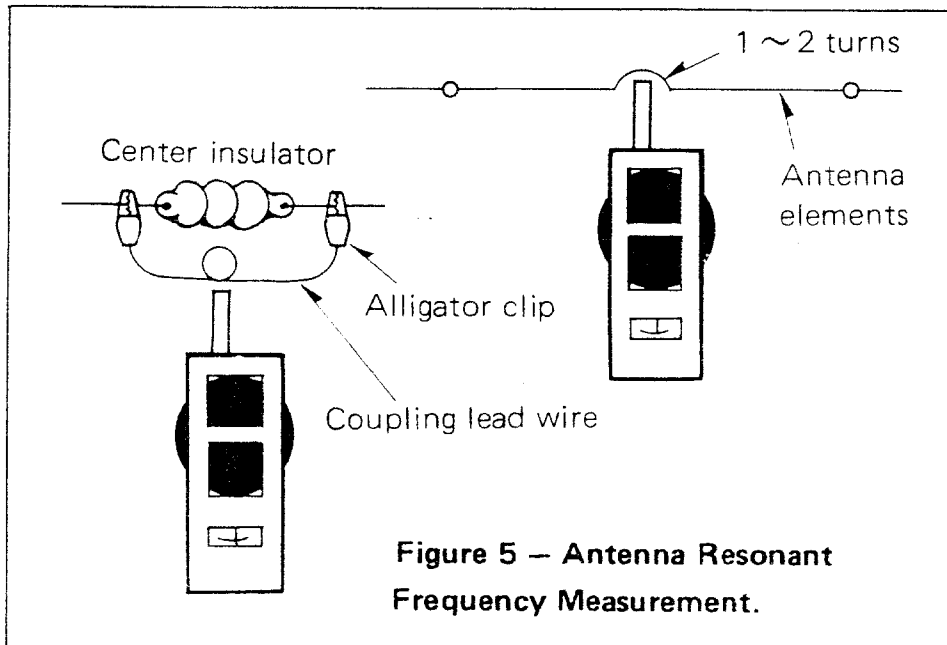 1 ~ 2 turns
Center insulator
Antenna
elements
Alligator clip
Coupling lead wire
Figure 5 — Antenna Resonant
Frequency Measurement.